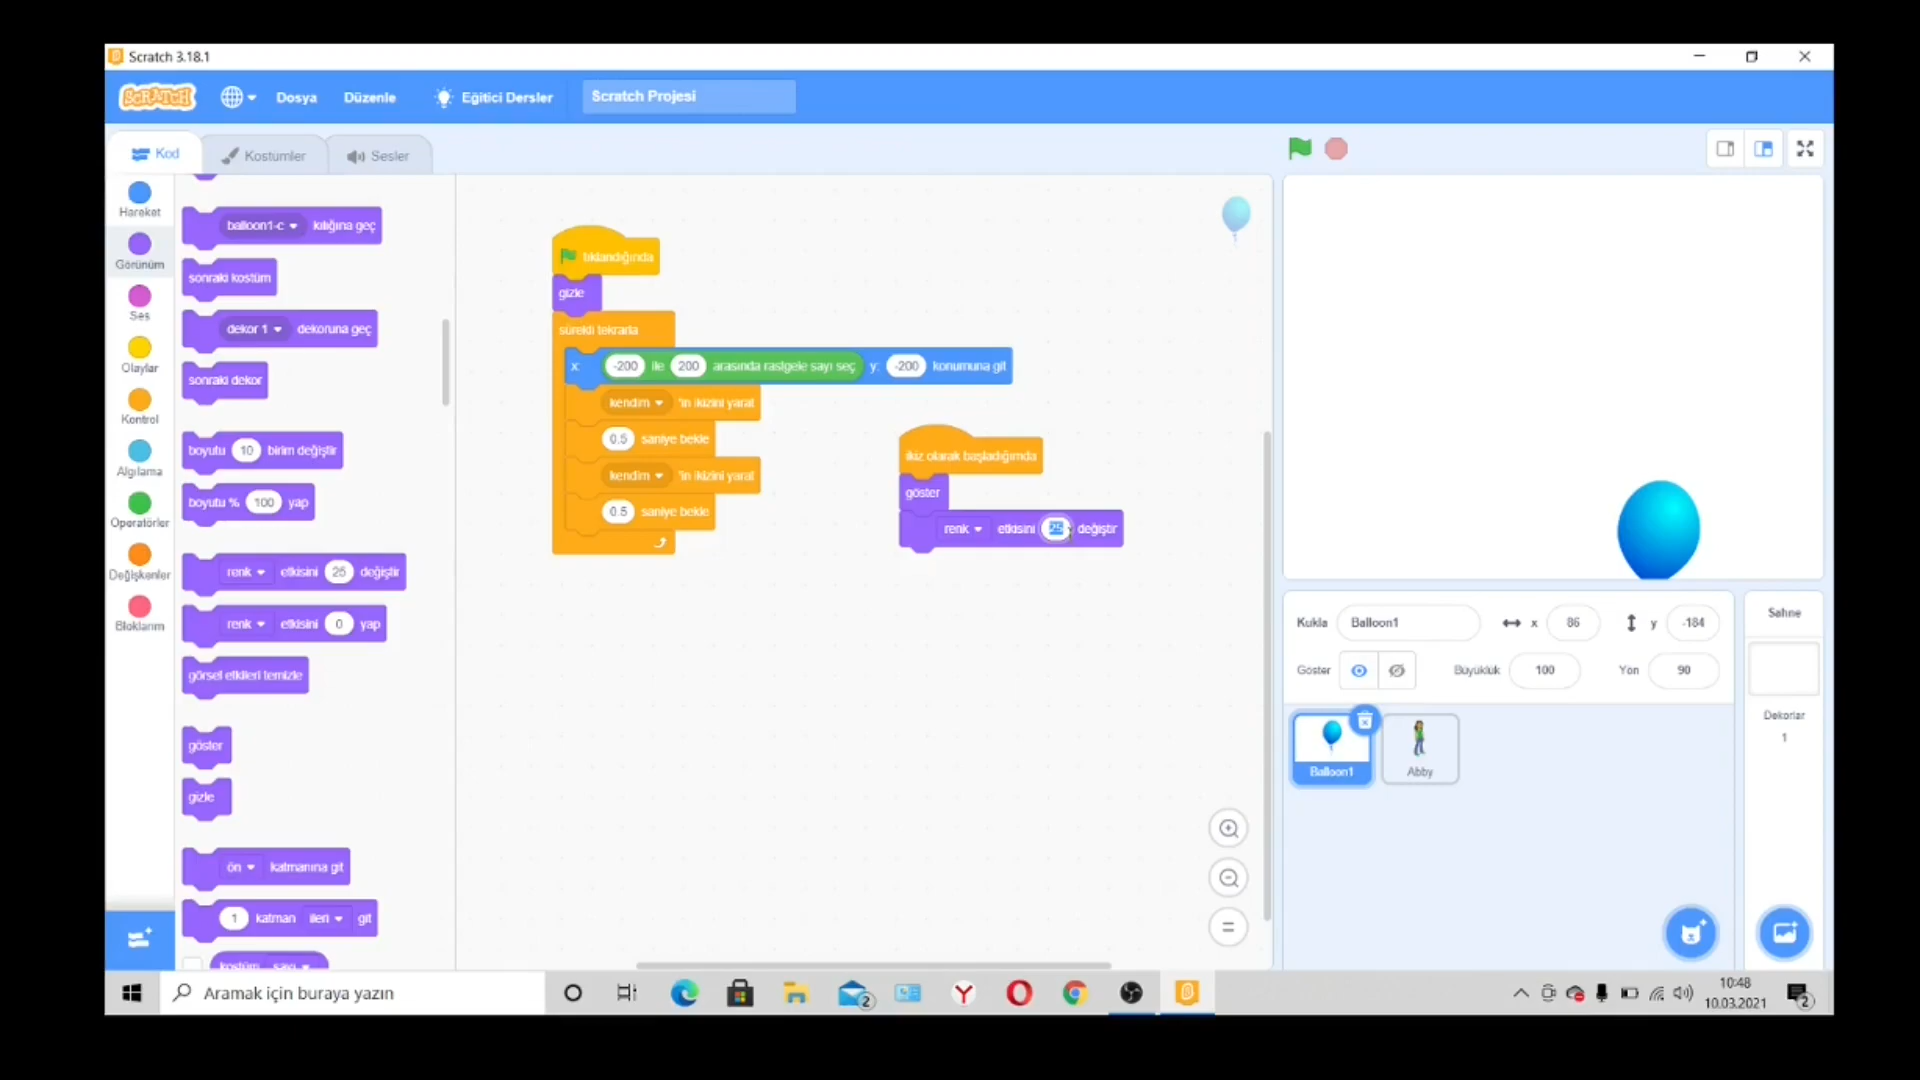 Scratch 3.18.1
SCRATCH Dosya Düzenle Eğitici Dersler Scratch Projesi
Kod Kostümler Sesler
Hareket
Görünüm
Ses
Olaylar
Kontrol
Algılama
Operatörler
Değişkenler
Bloklarım
balloon1-c kılığına geç
sonraki kostüm
dekor 1 dekoruna geç
sonraki dekor
boyutu 10 birim değiştir
boyutu % 100 yap
renk etkisini 25 değiştir
renk etkisini 0 yap
görsel etkileri temizle
göster
gizle
ön katmanına git
1 katman ileri git
kostüm sayı
tıklandığında
gizle
sürekli tekrarla
x: -200 ile 200 arasında rastgele sayı seç y: -200 konumuna git
kendim 'in ikizini yarat
0.5 saniye bekle
kendim 'in ikizini yarat
0.5 saniye bekle
ikiz olarak başladığımda
göster
renk etkisini 25 değiştir
Kukla Balloon1 x 86 y -184
Göster Büyüklük 100 Yön 90
Balloon1
Abby
Sahne
Dekorlar
1
Aramak için buraya yazın
2
10:48
10.03.2021
2